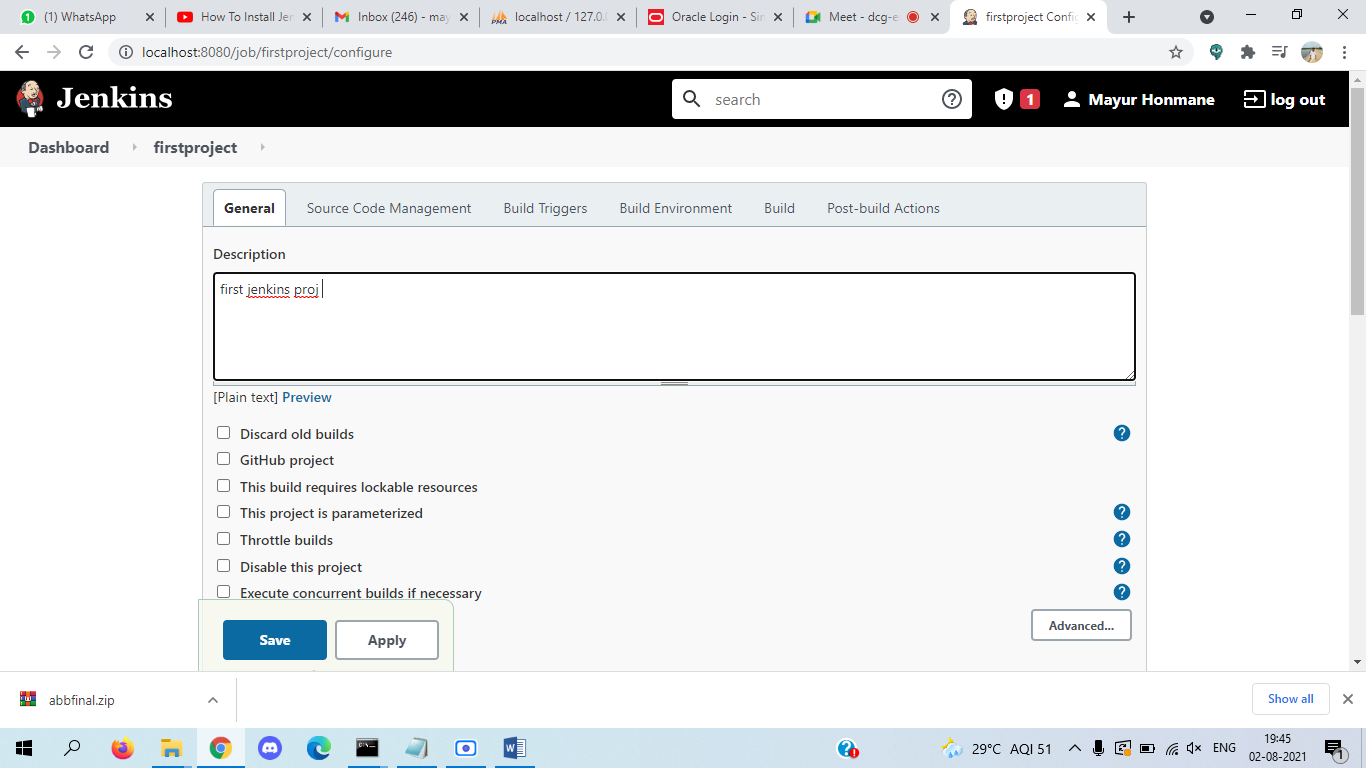 (1) WhatsApp
How To Install Jen
Inbox (246) - may
localhost / 127.0.
Oracle Login - Sin
Meet - dcg-e
firstproject Config
localhost:8080/job/firstproject/configure
Jenkins
search
1
Mayur Honmane
log out
Dashboard
firstproject
General
Source Code Management
Build Triggers
Build Environment
Build
Post-build Actions
Description
first jenkins proj
[Plain text] Preview
Discard old builds
GitHub project
This build requires lockable resources
This project is parameterized
Throttle builds
Disable this project
Execute concurrent builds if necessary
Advanced...
Save
Apply
abbfinal.zip
Show all
29°C AQI 51
ENG
19:45
02-08-2021
1